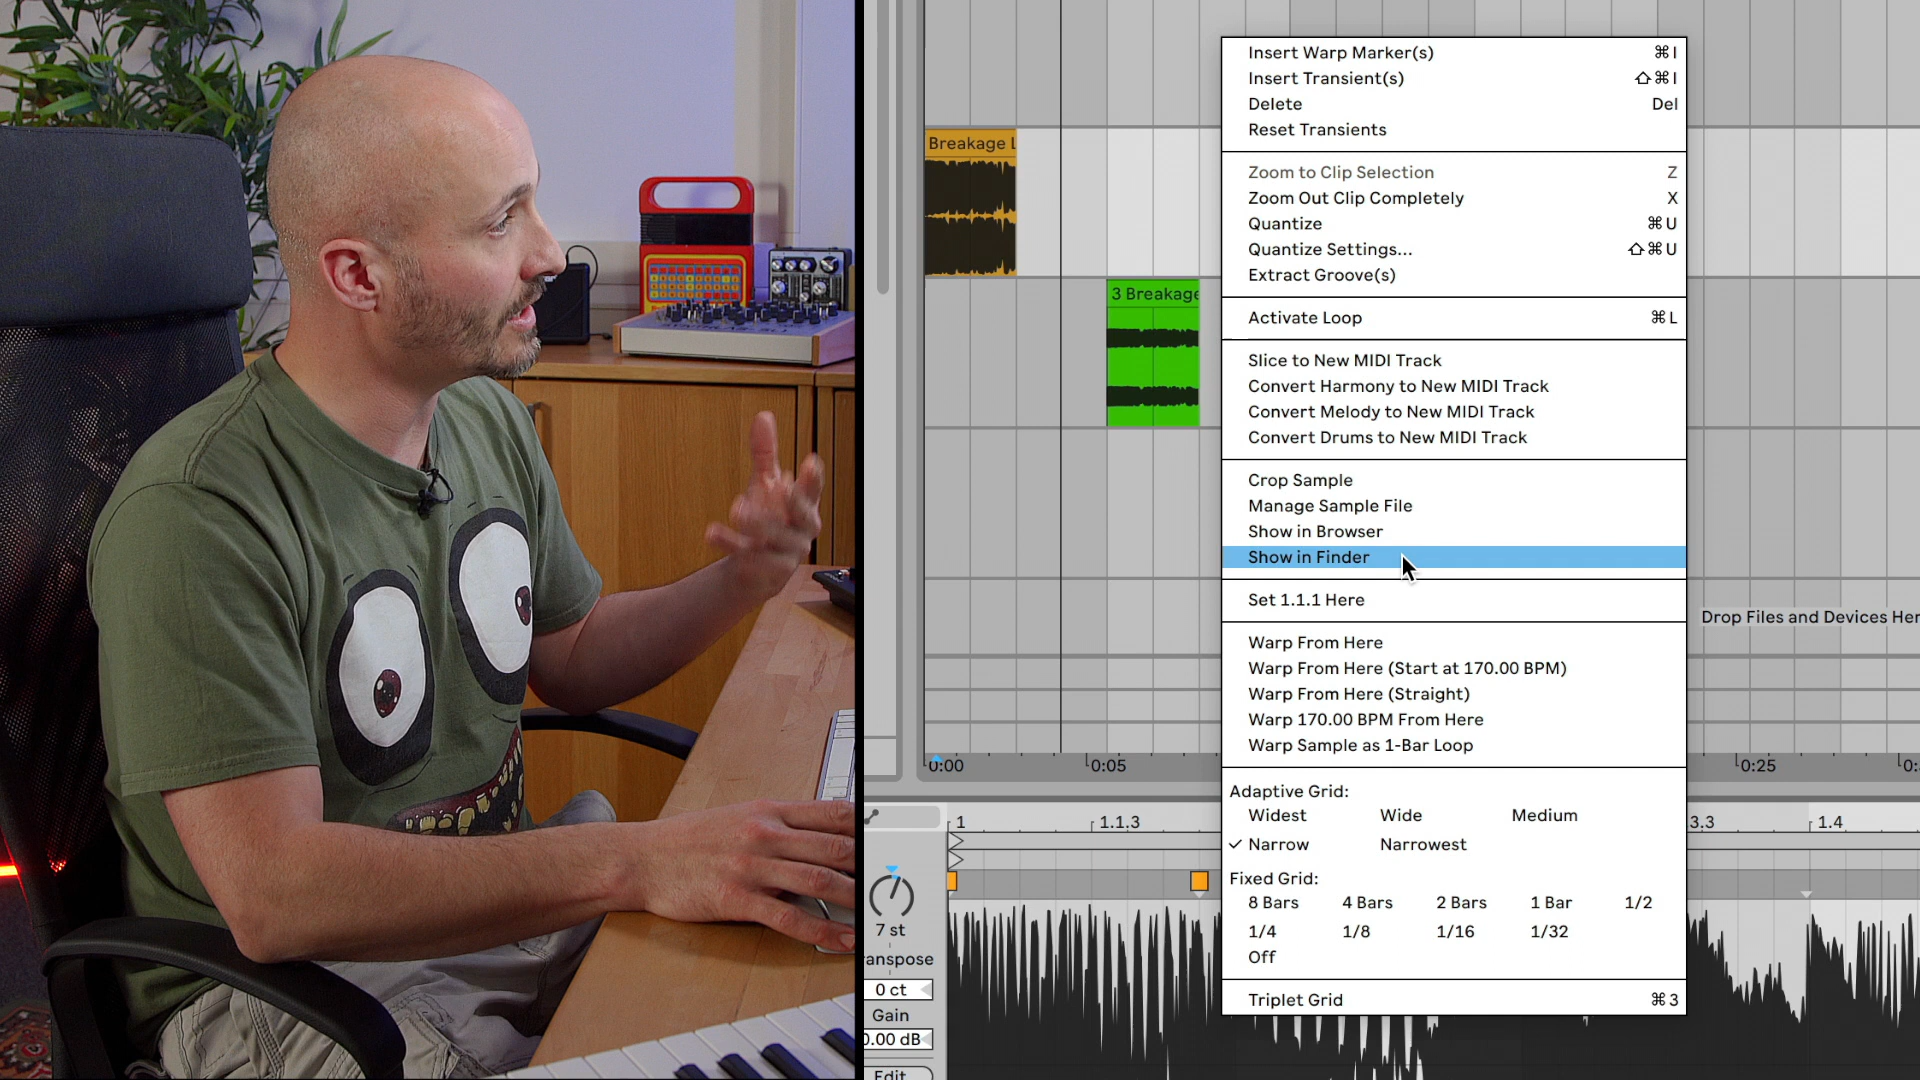 Insert Warp Marker(s) ⌘ I
Insert Transient(s) ⇧ ⌘ I
Delete Del
Reset Transients
Zoom to Clip Selection Z
Zoom Out Clip Completely X
Quantize ⌘ U
Quantize Settings... ⇧ ⌘ U
Extract Groove(s)
Activate Loop ⌘ L
Slice to New MIDI Track
Convert Harmony to New MIDI Track
Convert Melody to New MIDI Track
Convert Drums to New MIDI Track
Crop Sample
Manage Sample File
Show in Browser
Show in Finder
Set 1.1.1 Here
Warp From Here
Warp From Here (Start at 170.00 BPM)
Warp From Here (Straight)
Warp 170.00 BPM From Here
Warp Sample as 1-Bar Loop
Adaptive Grid:
Widest Wide Medium
✓ Narrow Narrowest
Fixed Grid:
8 Bars 4 Bars 2 Bars 1 Bar 1/2
1/4 1/8 1/16 1/32
Off
Triplet Grid ⌘ 3
Breakage L
3 Breakage
Drop Files and Devices Her
0:00 0:05 0:25 0:
1 1.1.3 3.3 1.4
7 st
anspose
0 ct
Gain
0.00 dB
Edit